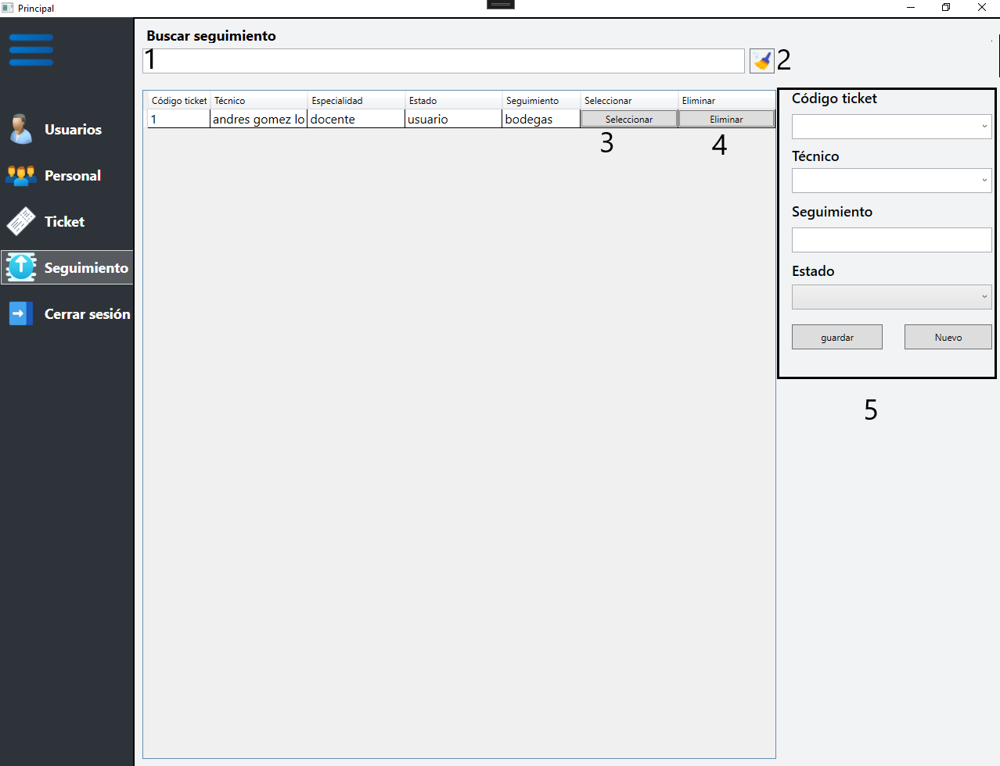 Principal
Buscar seguimiento
1
2
Usuarios
Personal
Ticket
Seguimiento
Cerrar sesión
Código ticket Técnico Especialidad Estado Seguimiento Seleccionar Eliminar
1 andres gomez lo docente usuario bodegas Seleccionar Eliminar
3 4
Código ticket
Técnico
Seguimiento
Estado
guardar Nuevo
5